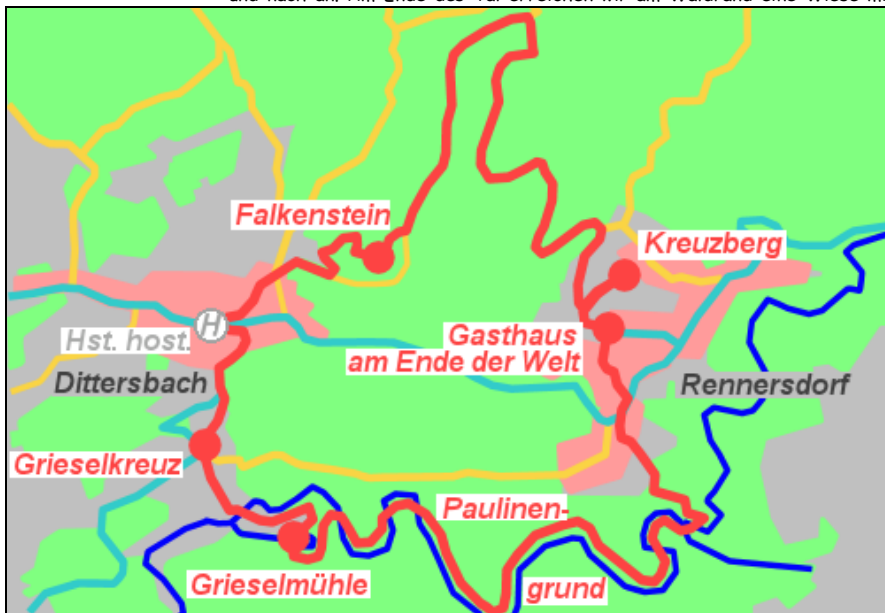 Falkenstein
Kreuzberg
H
Hst. host.
Gasthaus
am Ende der Welt
Dittersbach
Rennersdorf
Grieselkreuz
Paulinen-
Grieselmühle
grund